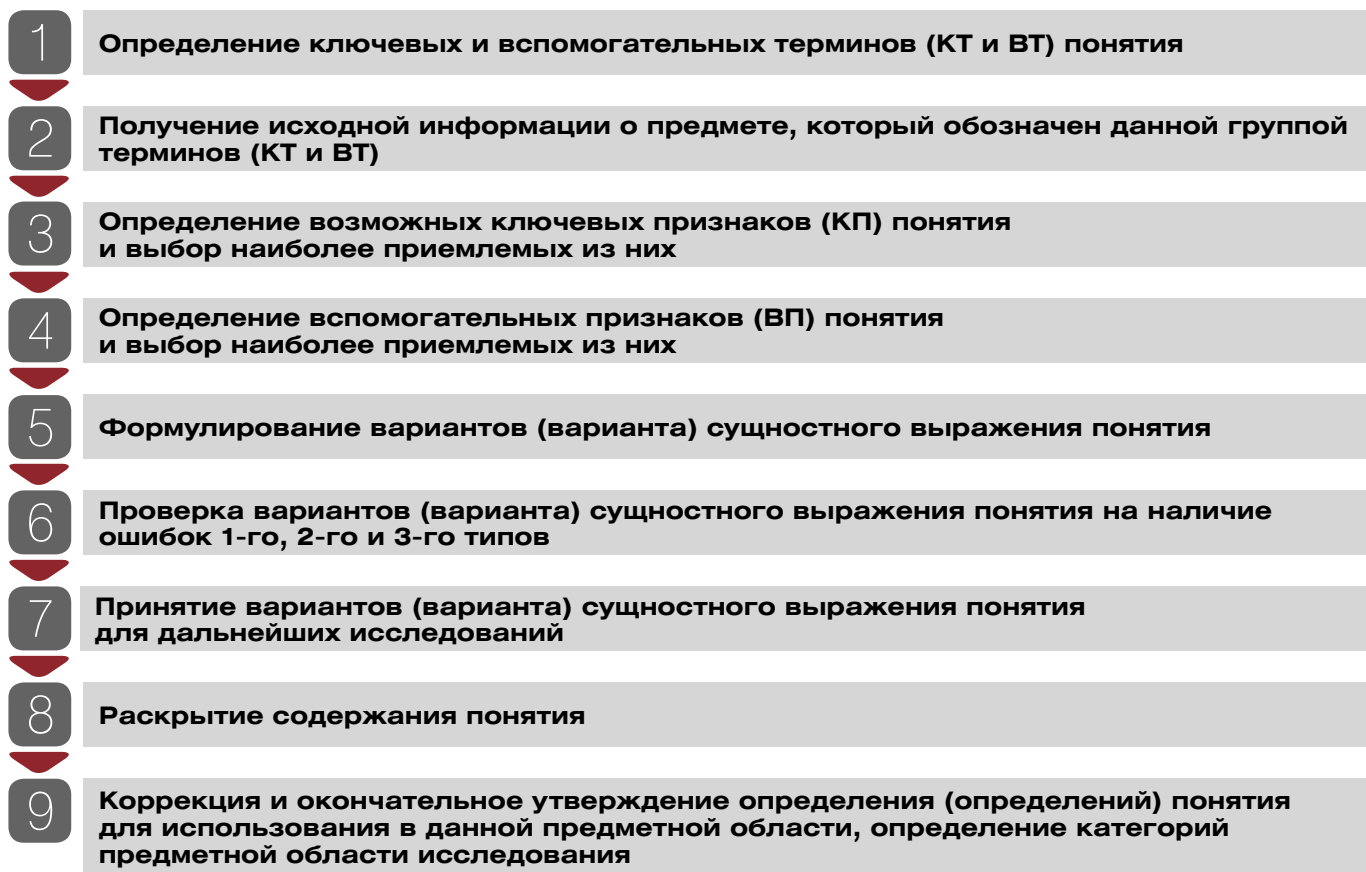 1
Определение ключевых и вспомогательных терминов (КТ и ВТ) понятия
2
Получение исходной информации о предмете, который обозначен данной группой
терминов (КТ и ВТ)
3
Определение возможных ключевых признаков (КП) понятия
и выбор наиболее приемлемых из них
4
Определение вспомогательных признаков (ВП) понятия
и выбор наиболее приемлемых из них
5
Формулирование вариантов (варианта) сущностного выражения понятия
6
Проверка вариантов (варианта) сущностного выражения понятия на наличие
ошибок 1-го, 2-го и 3-го типов
7
Принятие вариантов (варианта) сущностного выражения понятия
для дальнейших исследований
8
Раскрытие содержания понятия
9
Коррекция и окончательное утверждение определения (определений) понятия
для использования в данной предметной области, определение категорий
предметной области исследования